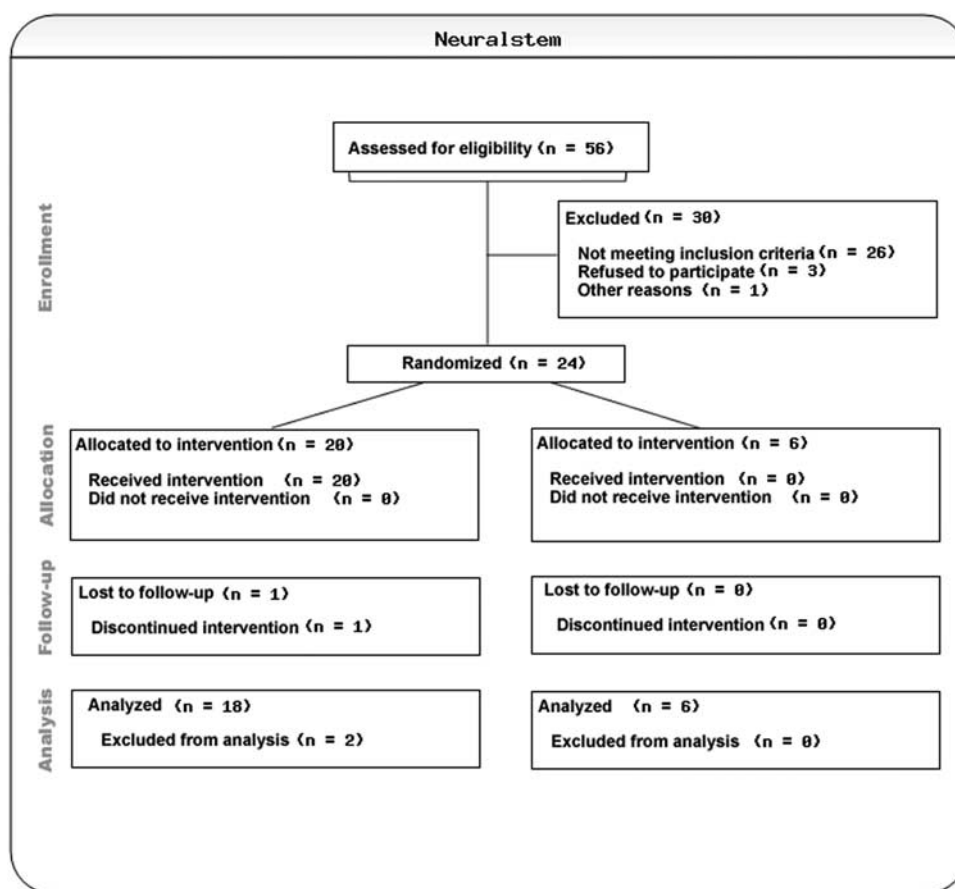 Neuralstem
Assessed for eligibility (n = 56)
Enrollment
Excluded (n = 30)
Not meeting inclusion criteria (n = 26)
Refused to participate (n = 3)
Other reasons (n = 1)
Randomized (n = 24)
Allocation
Allocated to intervention (n = 20)
Received intervention (n = 20)
Did not receive intervention (n = 0)
Allocated to intervention (n = 6)
Received intervention (n = 0)
Did not receive intervention (n = 0)
Follow-up
Lost to follow-up (n = 1)
Discontinued intervention (n = 1)
Lost to follow-up (n = 0)
Discontinued intervention (n = 0)
Analysis
Analyzed (n = 18)
Excluded from analysis (n = 2)
Analyzed (n = 6)
Excluded from analysis (n = 0)